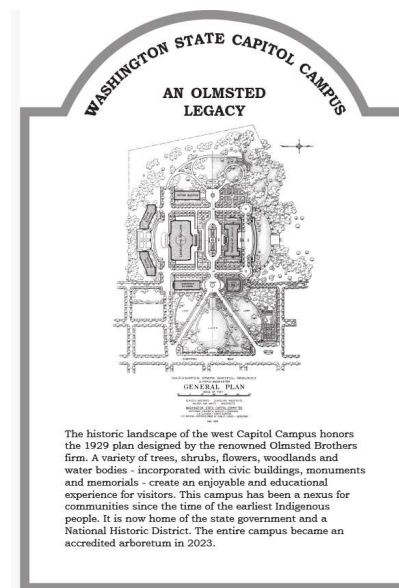 WASHINGTON STATE CAPITOL CAMPUS
AN OLMSTED
LEGACY
GENERAL PLAN
The historic landscape of the west Capitol Campus honors
the 1929 plan designed by the renowned Olmsted Brothers
firm. A variety of trees, shrubs, flowers, woodlands and
water bodies - incorporated with civic buildings, monuments
and memorials - create an enjoyable and educational
experience for visitors. This campus has been a nexus for
communities since the time of the earliest Indigenous
people. It is now home of the state government and a
National Historic District. The entire campus became an
accredited arboretum in 2023.